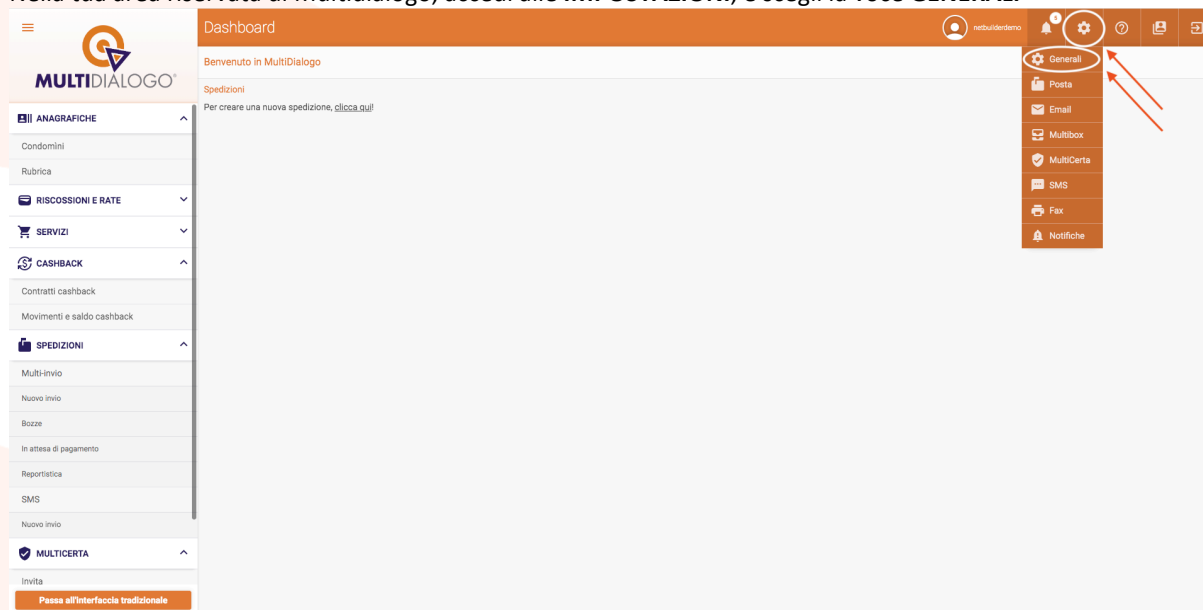 Dashboard
netbuilderdemo
5
Benvenuto in MultiDialogo
Spedizioni
Per creare una nuova spedizione, clicca qui!
Generali
Posta
Email
Multibox
MultiCerta
SMS
Fax
Notifiche
MULTIDIALOGO®
ANAGRAFICHE
Condomìni
Rubrica
RISCOSSIONI E RATE
SERVIZI
CASHBACK
Contratti cashback
Movimenti e saldo cashback
SPEDIZIONI
Multi-invio
Nuovo invio
Bozze
In attesa di pagamento
Reportistica
SMS
Nuovo invio
MULTICERTA
Invita
Passa all'interfaccia tradizionale